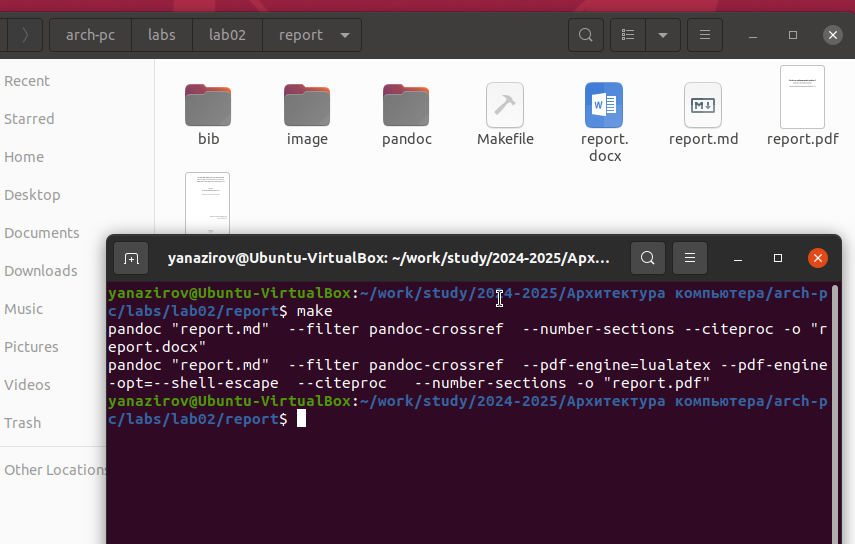 arch-pc labs lab02 report
Recent
Starred
Home
Desktop
Documents
Downloads
Music
Pictures
Videos
Trash
Other Locations
bib image pandoc Makefile report. report.md report.pdf
docx
W
M
yanazirov@Ubuntu-VirtualBox: ~/work/study/2024-2025/Арх...
yanazirov@Ubuntu-VirtualBox:~/work/study/2024-2025/Архитектура компьютера/arch-p
c/labs/lab02/report$ make
pandoc "report.md"  --filter pandoc-crossref  --number-sections --citeproc -o "r
eport.docx"
pandoc "report.md"  --filter pandoc-crossref  --pdf-engine=lualatex --pdf-engine
-opt=--shell-escape  --citeproc   --number-sections -o "report.pdf"
yanazirov@Ubuntu-VirtualBox:~/work/study/2024-2025/Архитектура компьютера/arch-p
c/labs/lab02/report$